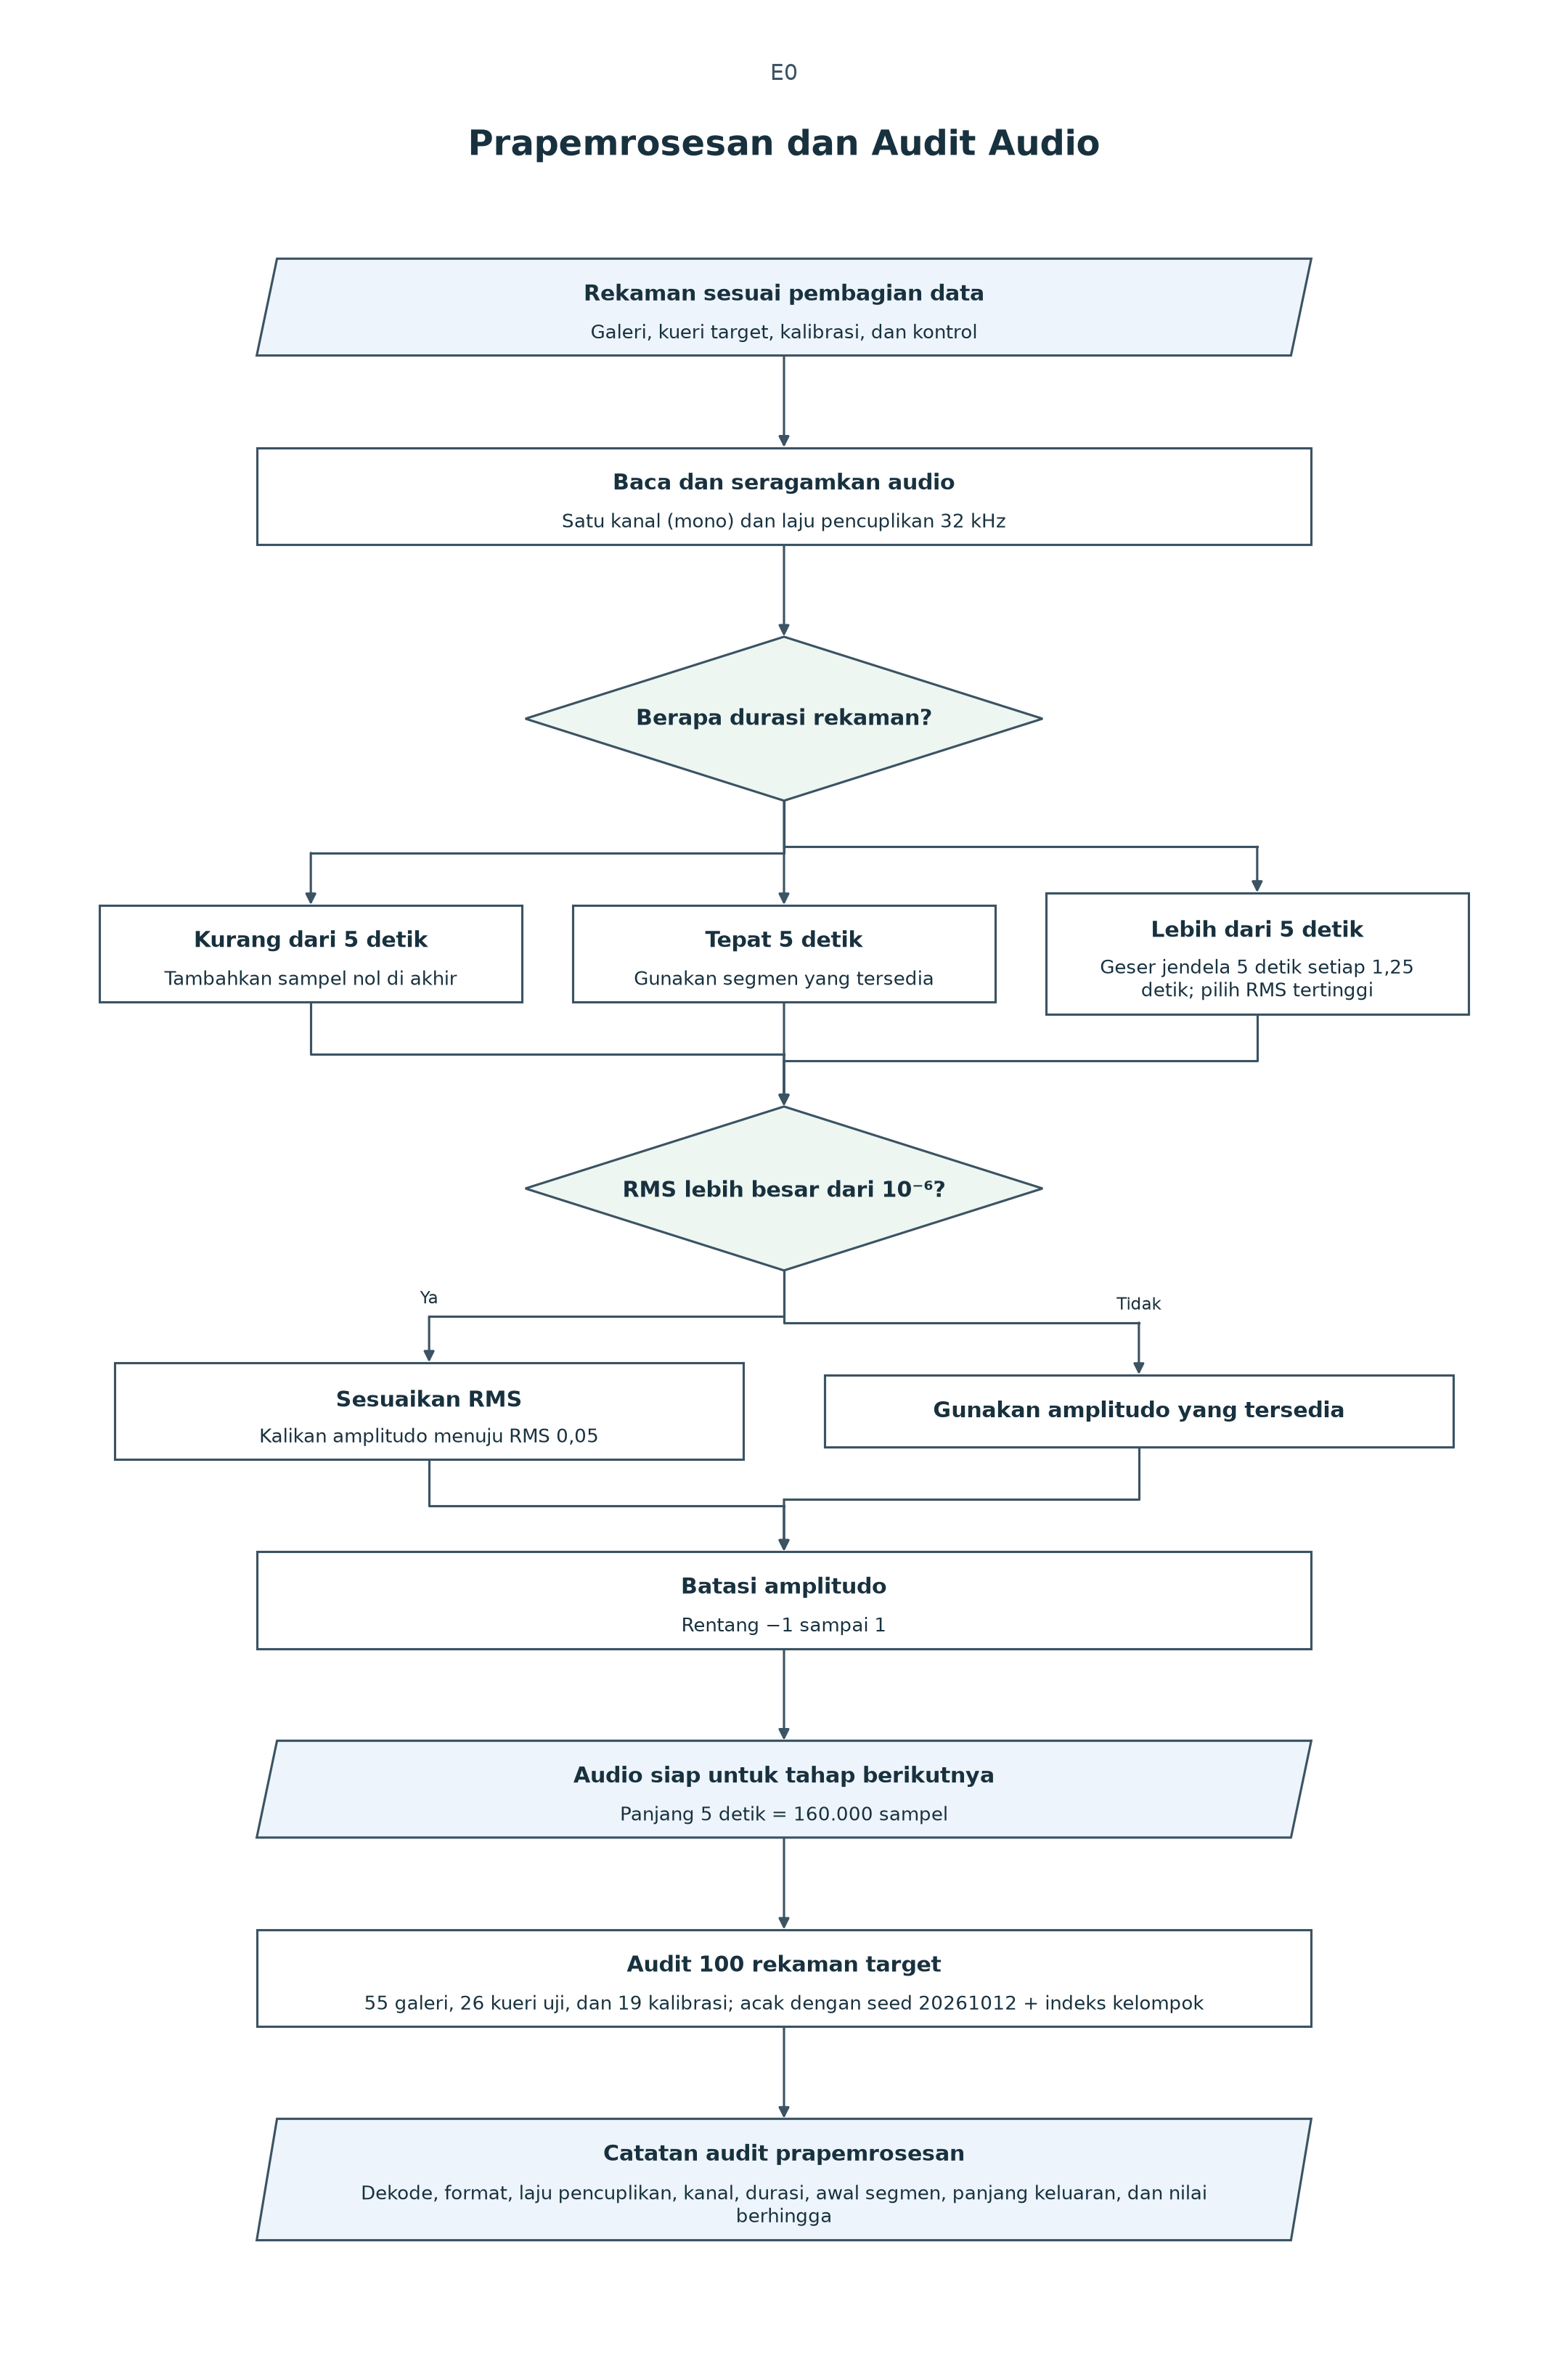 E0
Prapemrosesan dan Audit Audio
Rekaman sesuai pembagian data
Galeri, kueri target, kalibrasi, dan kontrol
Baca dan seragamkan audio
Satu kanal (mono) dan laju pencuplikan 32 kHz
Berapa durasi rekaman?
Kurang dari 5 detik
Tambahkan sampel nol di akhir
Tepat 5 detik
Gunakan segmen yang tersedia
Lebih dari 5 detik
Geser jendela 5 detik setiap 1,25
detik; pilih RMS tertinggi
RMS lebih besar dari 10⁻⁶?
Ya
Tidak
Sesuaikan RMS
Kalikan amplitudo menuju RMS 0,05
Gunakan amplitudo yang tersedia
Batasi amplitudo
Rentang −1 sampai 1
Audio siap untuk tahap berikutnya
Panjang 5 detik = 160.000 sampel
Audit 100 rekaman target
55 galeri, 26 kueri uji, dan 19 kalibrasi; acak dengan seed 20261012 + indeks kelompok
Catatan audit prapemrosesan
Dekode, format, laju pencuplikan, kanal, durasi, awal segmen, panjang keluaran, dan nilai
berhingga